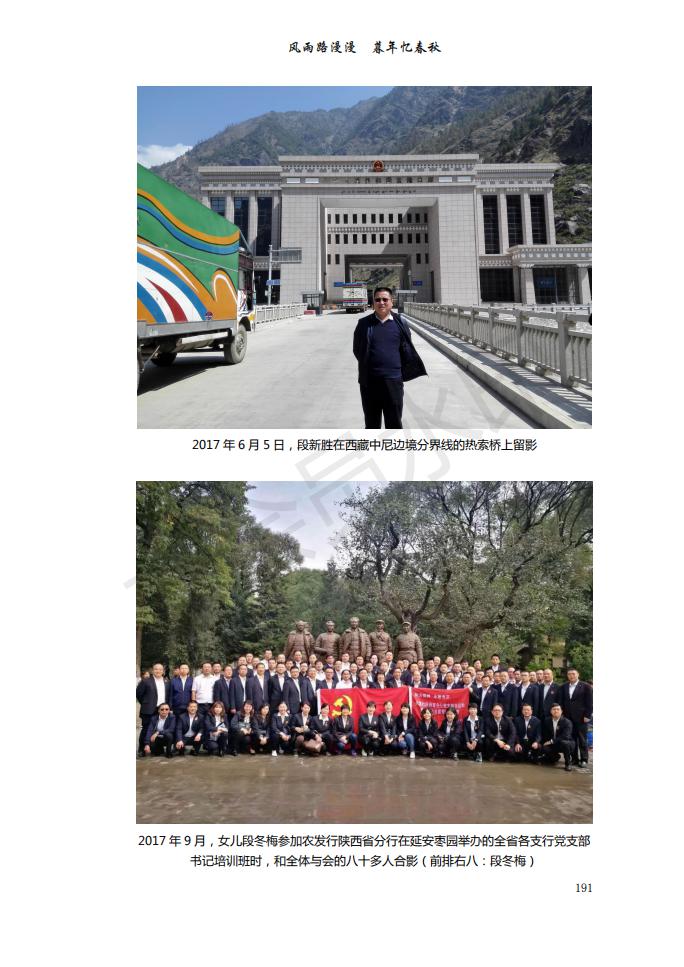 风雨路漫漫 暮年忆春秋
2017 年 6 月 5 日，段新胜在西藏中尼边境分界线的热索桥上留影
2017 年 9 月，女儿段冬梅参加农发行陕西省分行在延安枣园举办的全省各支行党支部
书记培训班时，和全体与会的八十多人合影（前排右八：段冬梅）
191